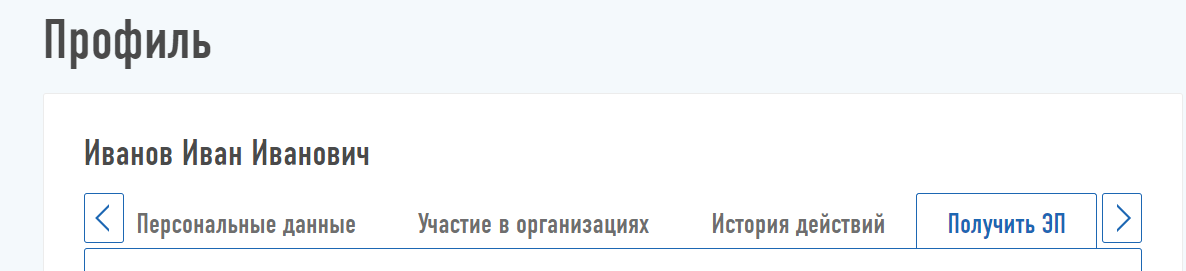 Профиль
Иванов Иван Иванович
Персональные данные Участие в организациях История действий Получить ЭП